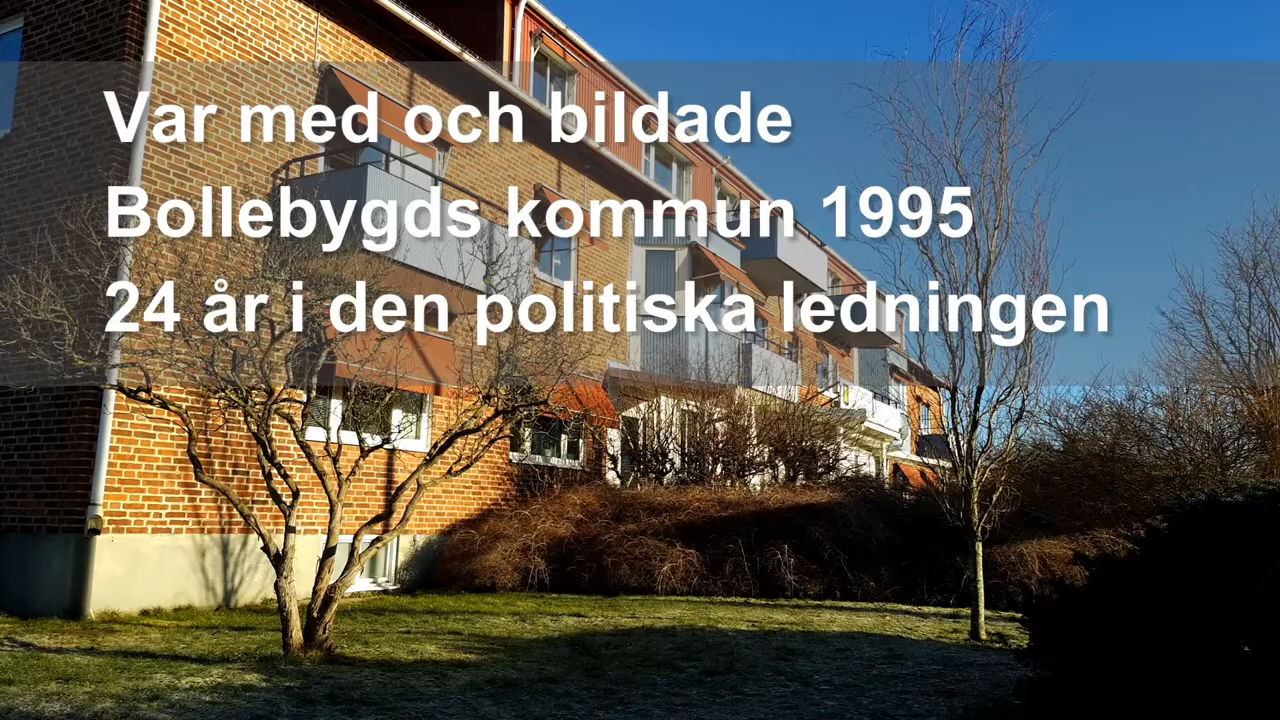 Var med och bildade
Bollebygds kommun 1995
24 år i den politiska ledningen